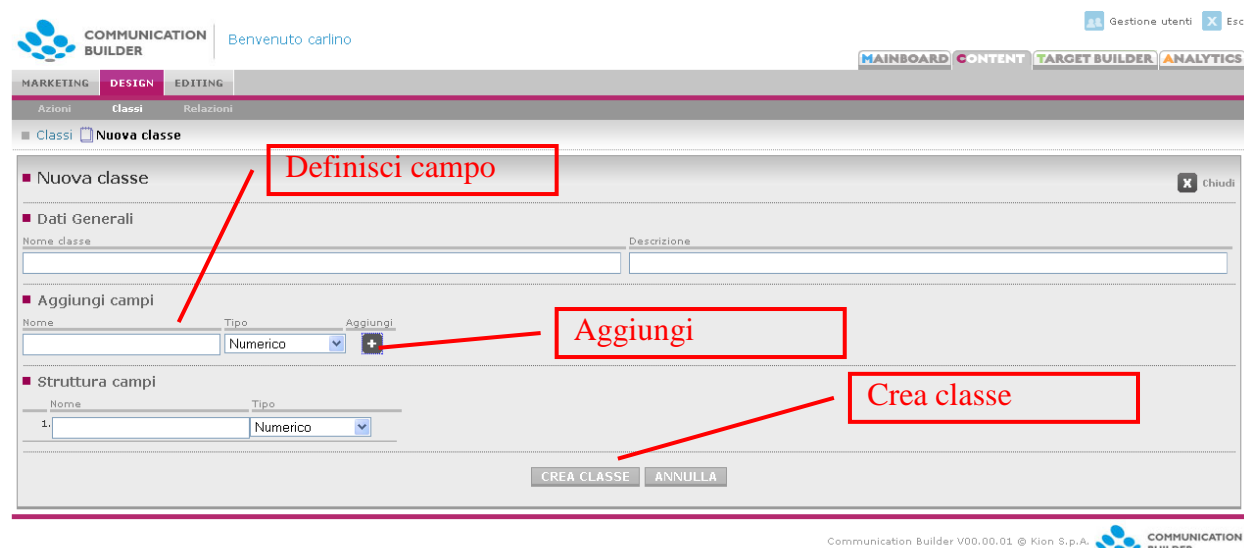 COMMUNICATION
BUILDER
Benvenuto carlino
Gestione utenti X Esc
MAINBOARD CONTENT TARGET BUILDER ANALYTICS
MARKETING DESIGN EDITING
Azioni Classi Relazioni
Classi Nuova classe
Definisci campo
Nuova classe
X Chiudi
Dati Generali
Nome classe Descrizione
Aggiungi campi
Nome Tipo Aggiungi
Numerico +
Aggiungi
Struttura campi
Nome Tipo
1. Numerico
Crea classe
CREA CLASSE ANNULLA
Communication Builder V00.00.01 @ Kion S.p.A.
COMMUNICATION
BUILDER